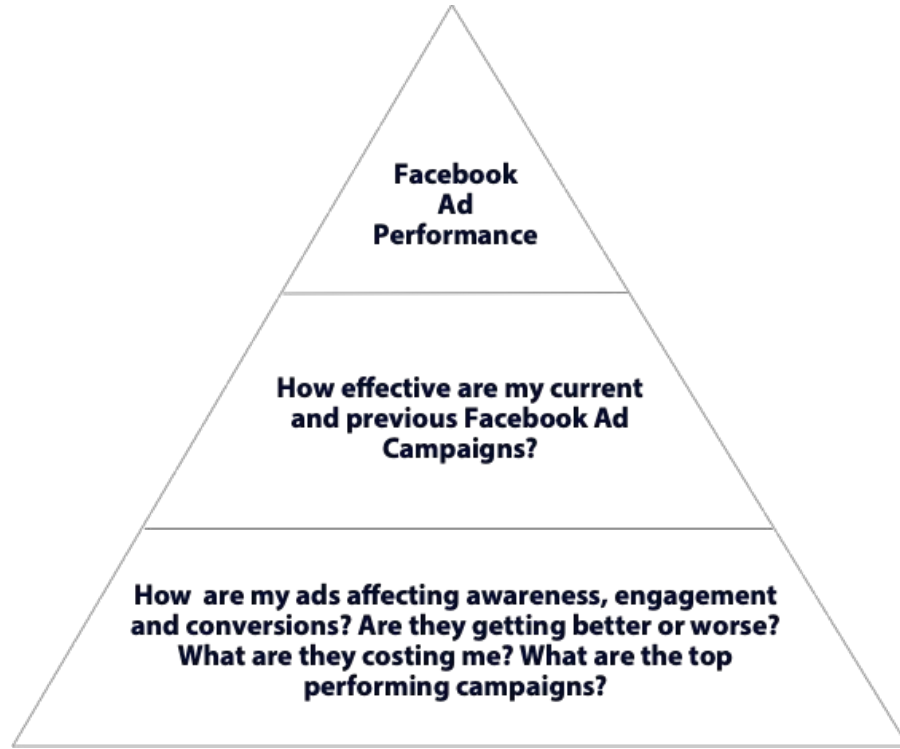 Facebook
Ad
Performance
How effective are my current
and previous Facebook Ad
Campaigns?
How  are my ads affecting awareness, engagement
and conversions? Are they getting better or worse?
What are they costing me? What are the top
performing campaigns?